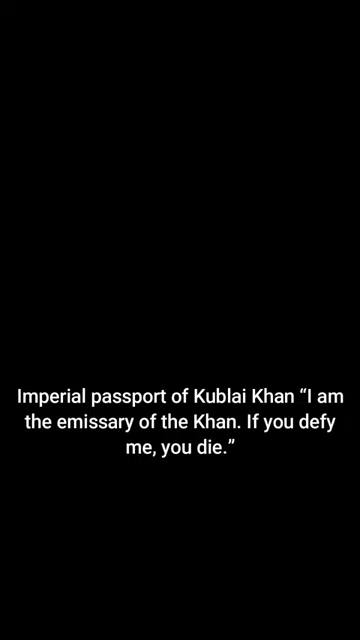 Imperial passport of Kublai Khan “I am
the emissary of the Khan. If you defy
me, you die.”